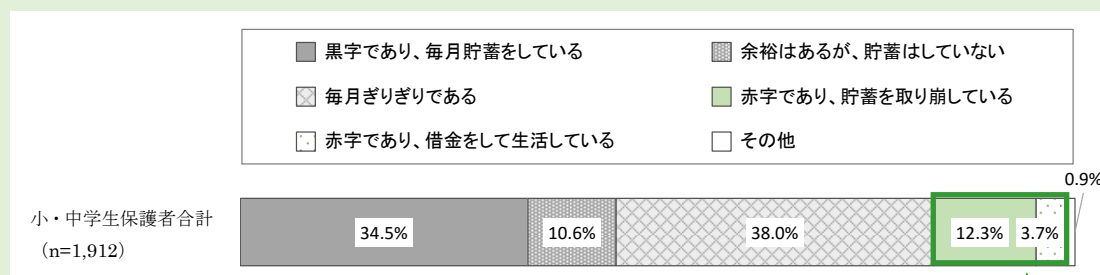 黒字であり、毎月貯蓄をしている
余裕はあるが、貯蓄はしていない
毎月ぎりぎりである
赤字であり、貯蓄を取り崩している
赤字であり、借金をして生活している
その他
0.9%
小・中学生保護者合計
(n=1,912)
34.5%
10.6%
38.0%
12.3%
3.7%